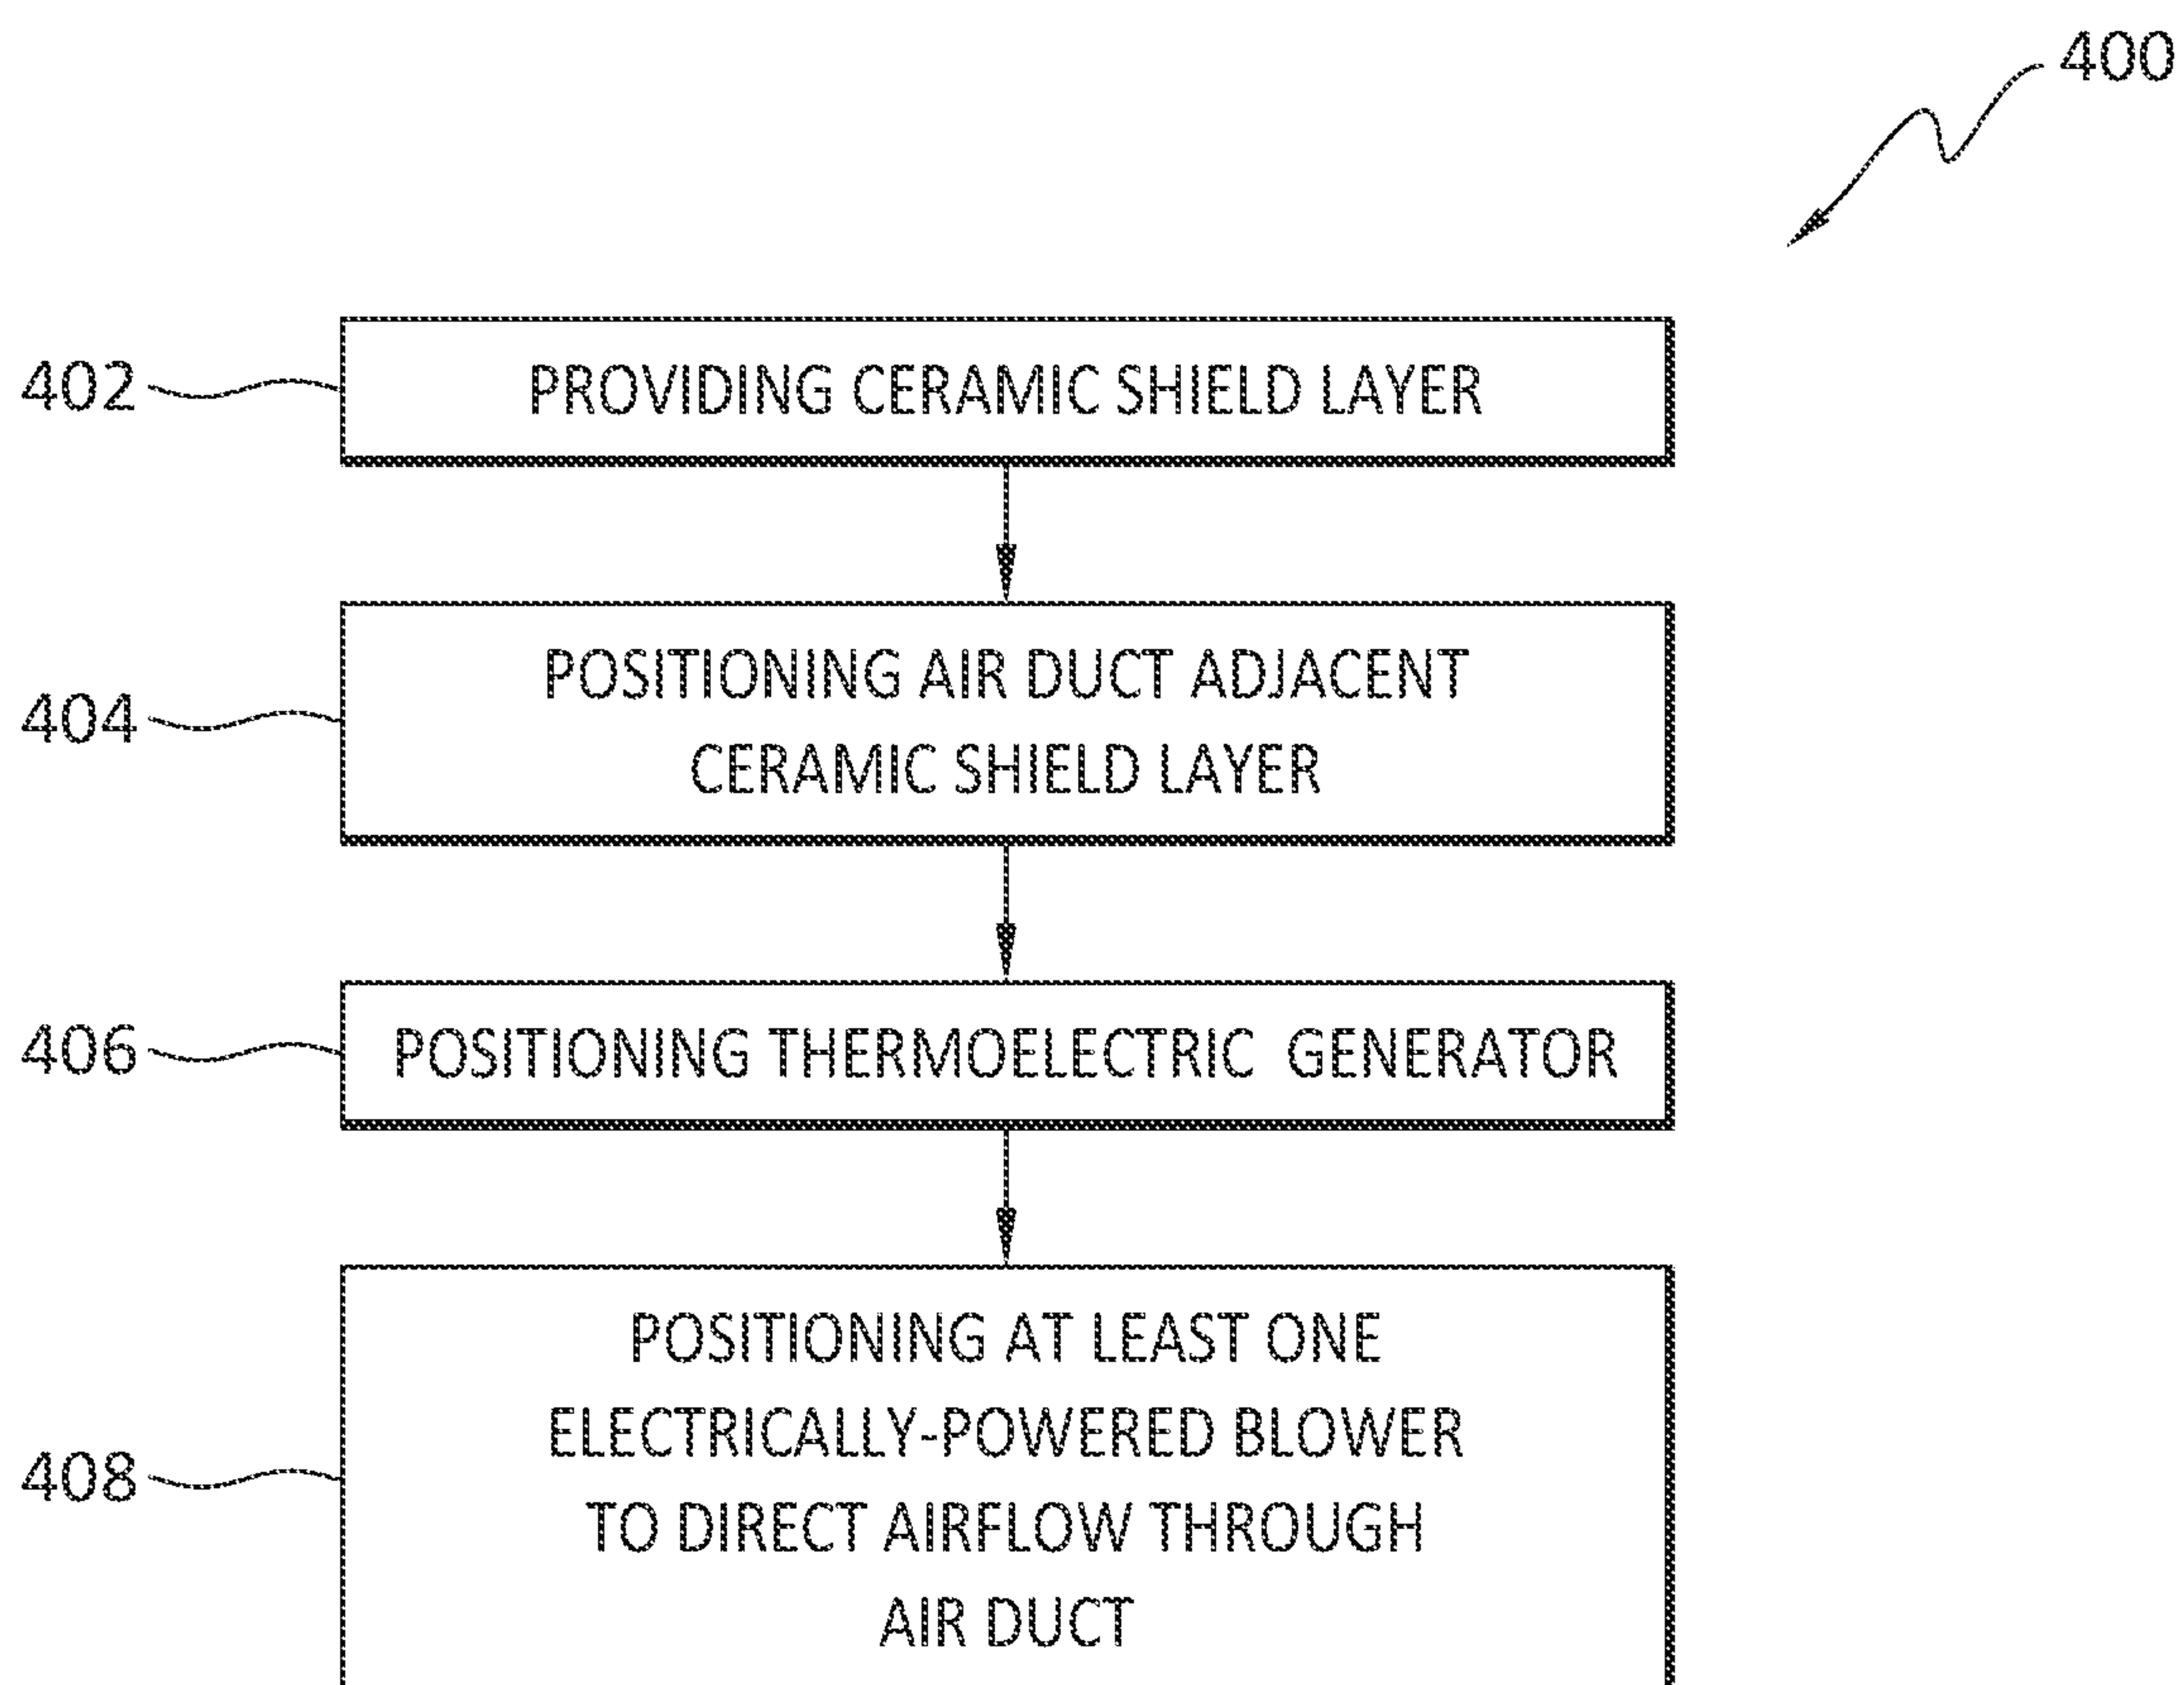 400
402
PROVIDING CERAMIC SHIELD LAYER
404
POSITIONING AIR DUCT ADJACENT
CERAMIC SHIELD LAYER
406
POSITIONING THERMOELECTRIC GENERATOR
408
POSITIONING AT LEAST ONE
ELECTRICALLY-POWERED BLOWER
TO DIRECT AIRFLOW THROUGH
AIR DUCT